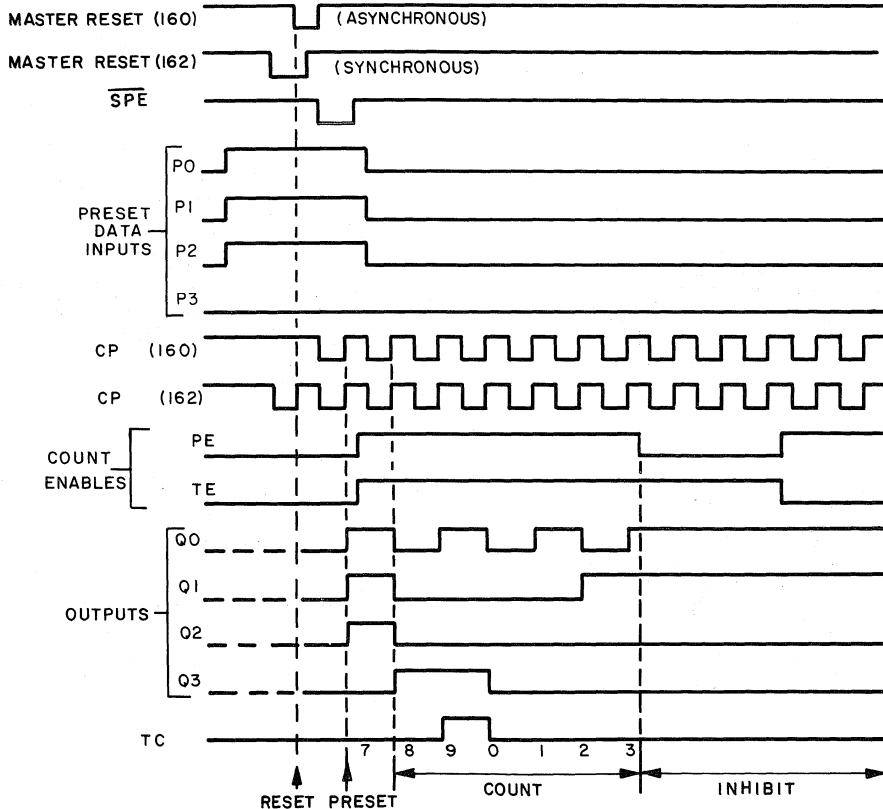 MASTER RESET (160)
(ASYNCHRONOUS)
MASTER RESET (162)
(SYNCHRONOUS)
SPE
PRESET
DATA
INPUTS
P0
P1
P2
P3
CP (160)
CP (162)
COUNT
ENABLES
PE
TE
OUTPUTS
Q0
Q1
Q2
Q3
TC
7 8 9 0 1 2 3
RESET PRESET
COUNT
INHIBIT